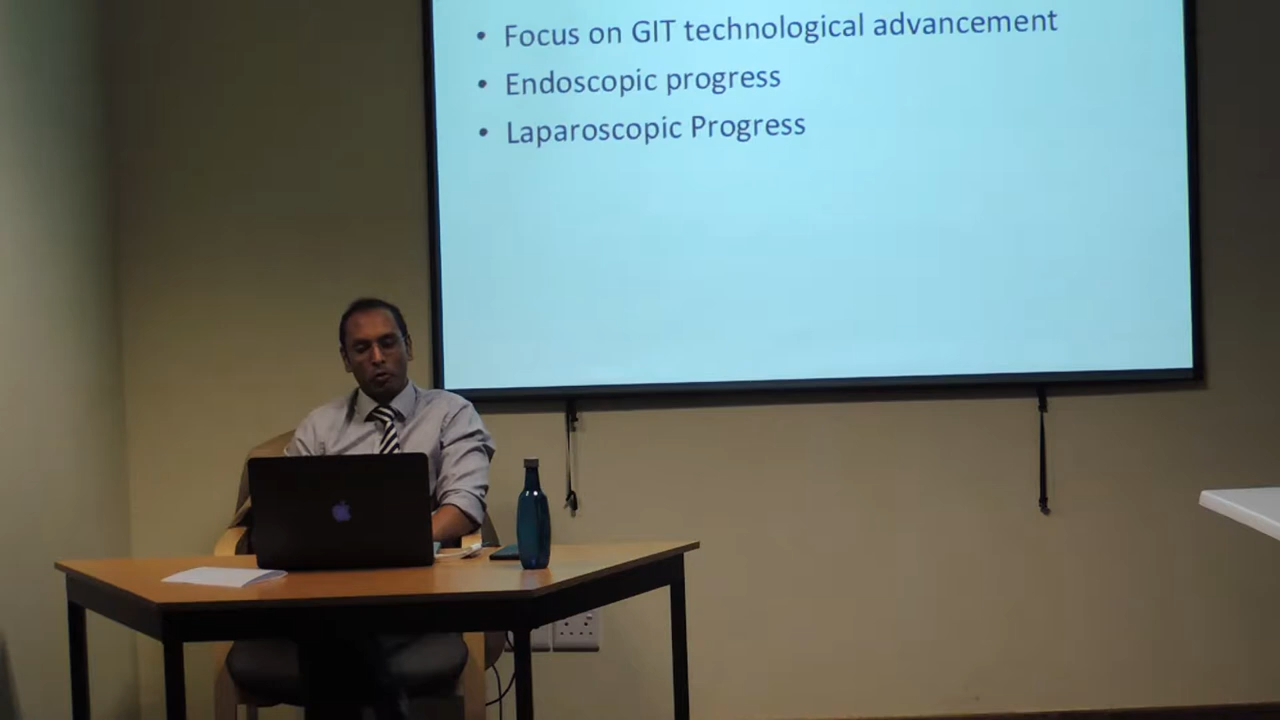 • Focus on GIT technological advancement
• Endoscopic progress
• Laparoscopic Progress